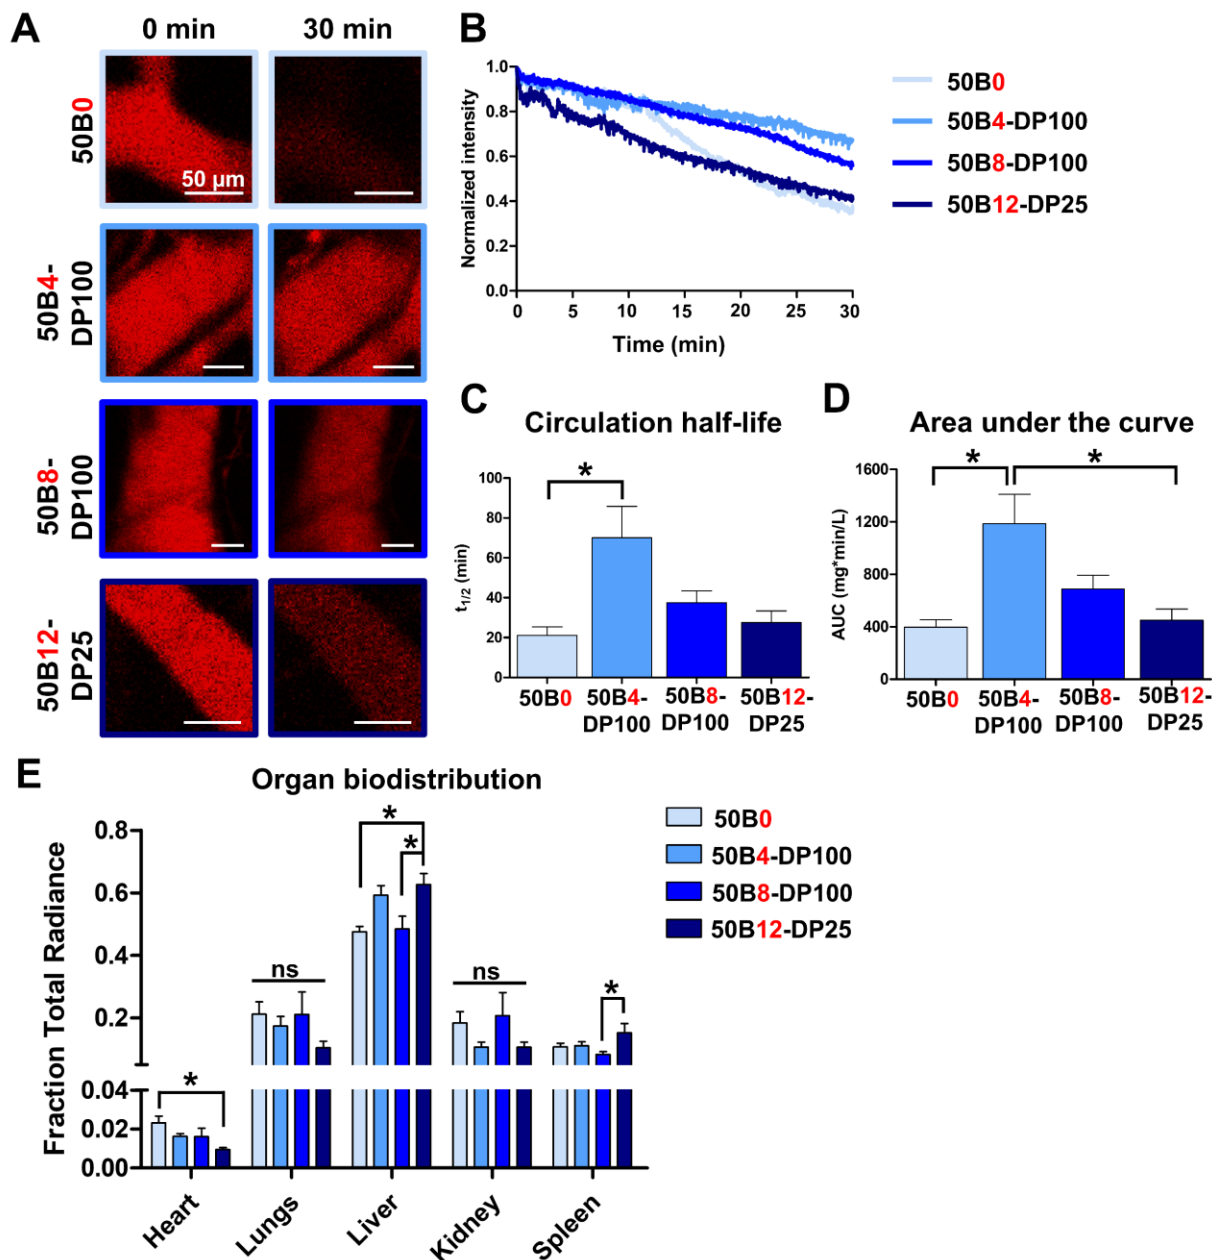 A
0 min
30 min
50B0
50 µm
50B4-
DP100
50B8-
DP100
50B12-
DP25
B
Normalized intensity
1.0
0.8
0.6
0.4
0.2
0.0
0
5
10
15
20
25
30
Time (min)
50B0
50B4-DP100
50B8-DP100
50B12-DP25
C
Circulation half-life
*
t1/2 (min)
100
80
60
40
20
0
50B0
50B4-
DP100
50B8-
DP100
50B12-
DP25
D
Area under the curve
*
*
AUC (mg*min/L)
1600
1200
800
400
0
50B0
50B4-
DP100
50B8-
DP100
50B12-
DP25
E
Organ biodistribution
Fraction Total Radiance
0.8
0.6
0.4
0.2
0.04
0.02
0.00
*
ns
*
*
ns
*
Heart
Lungs
Liver
Kidney
Spleen
50B0
50B4-DP100
50B8-DP100
50B12-DP25